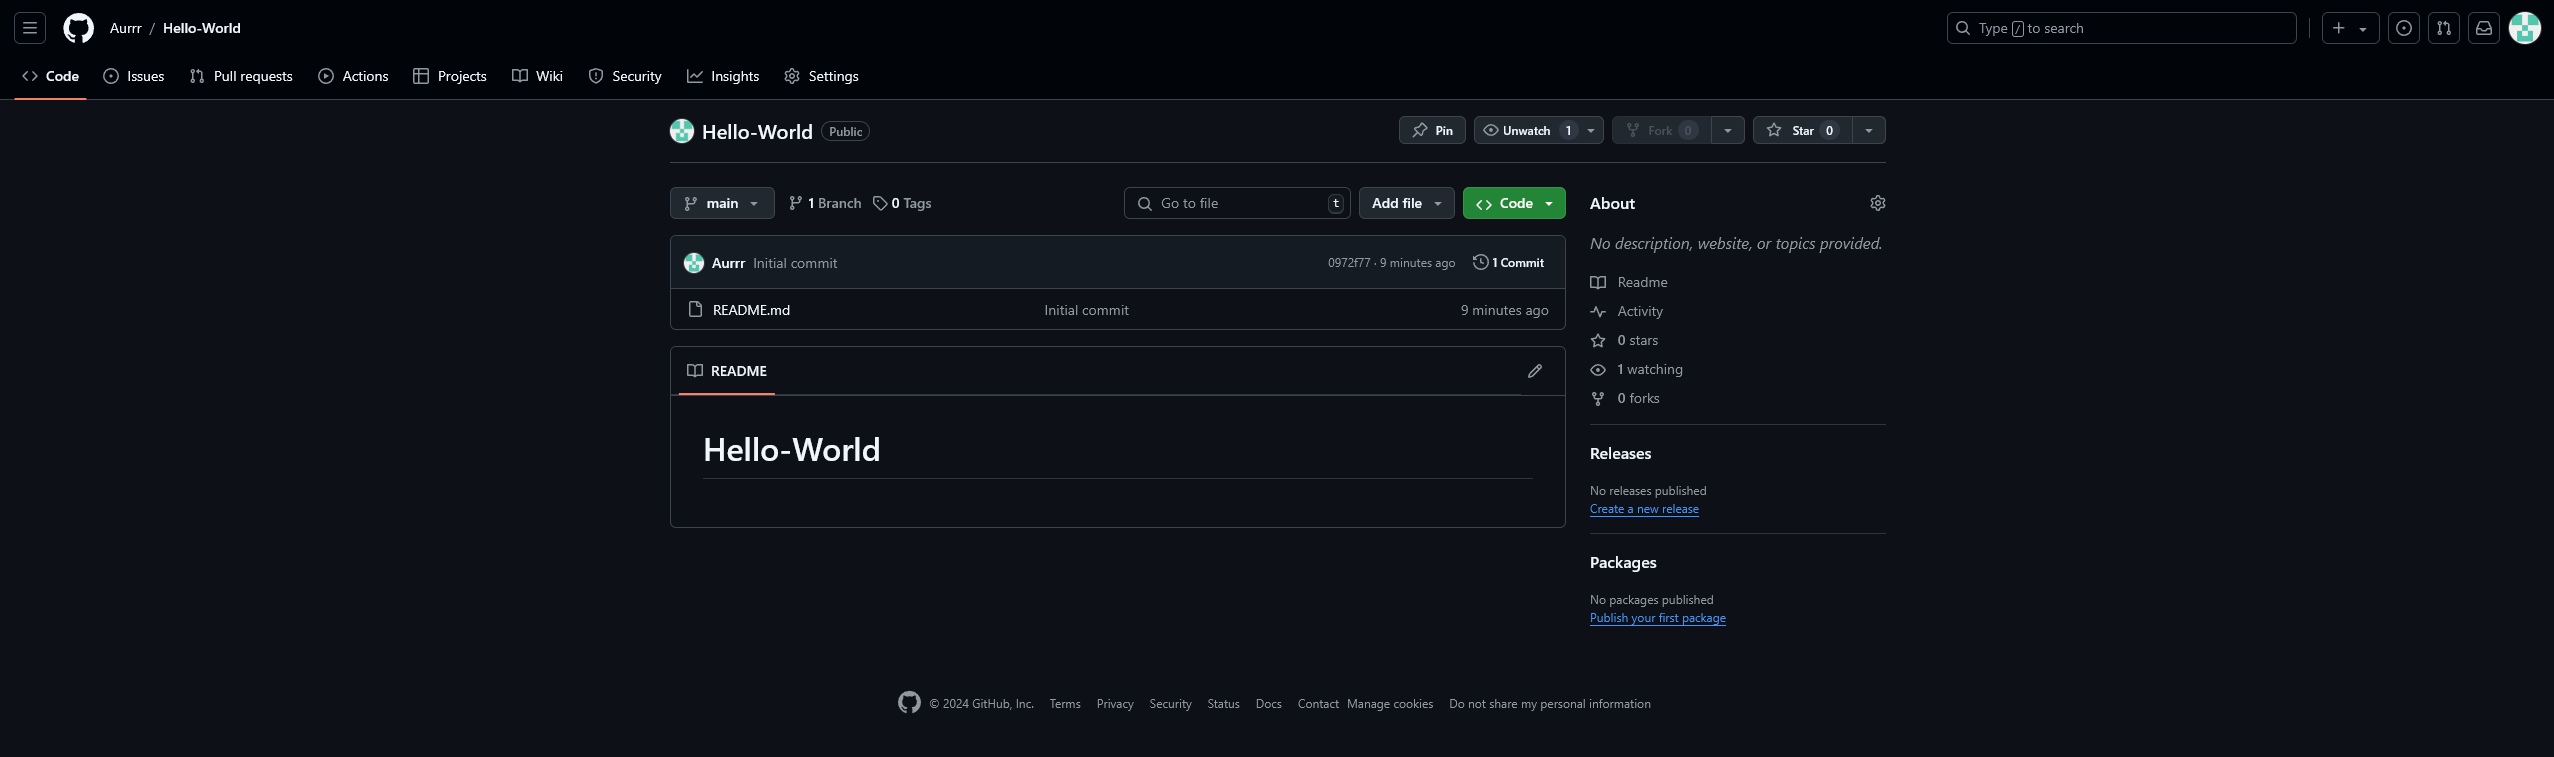 Aurrr / Hello-World
Type / to search
Code Issues Pull requests Actions Projects Wiki Security Insights Settings
Hello-World Public
Pin Unwatch 1 Fork 0 Star 0
main 1 Branch 0 Tags
Go to file t Add file Code
Aurrr Initial commit 0972f77 · 9 minutes ago 1 Commit
README.md Initial commit 9 minutes ago
README
Hello-World
About
No description, website, or topics provided.
Readme
Activity
0 stars
1 watching
0 forks
Releases
No releases published
Create a new release
Packages
No packages published
Publish your first package
© 2024 GitHub, Inc. Terms Privacy Security Status Docs Contact Manage cookies Do not share my personal information